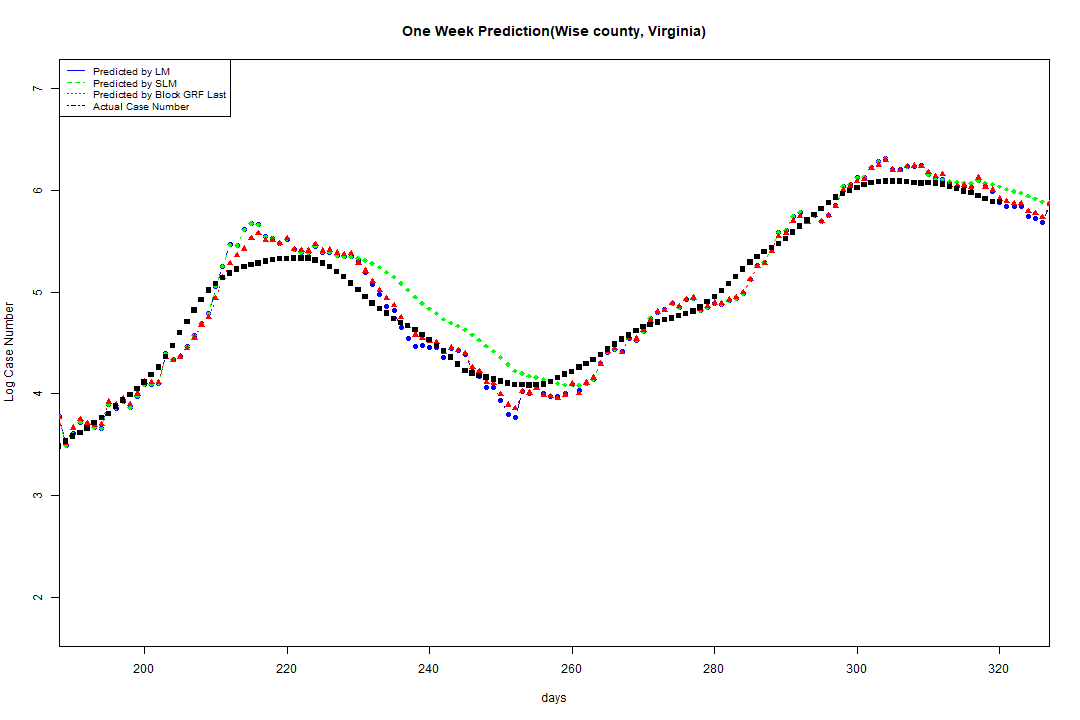 One Week Prediction(Wise county, Virginia)
Predicted by LM
Predicted by SLM
Predicted by Block GRF Last
Actual Case Number
7
6
5
4
3
2
Log Case Number
200 220 240 260 280 300 320
days